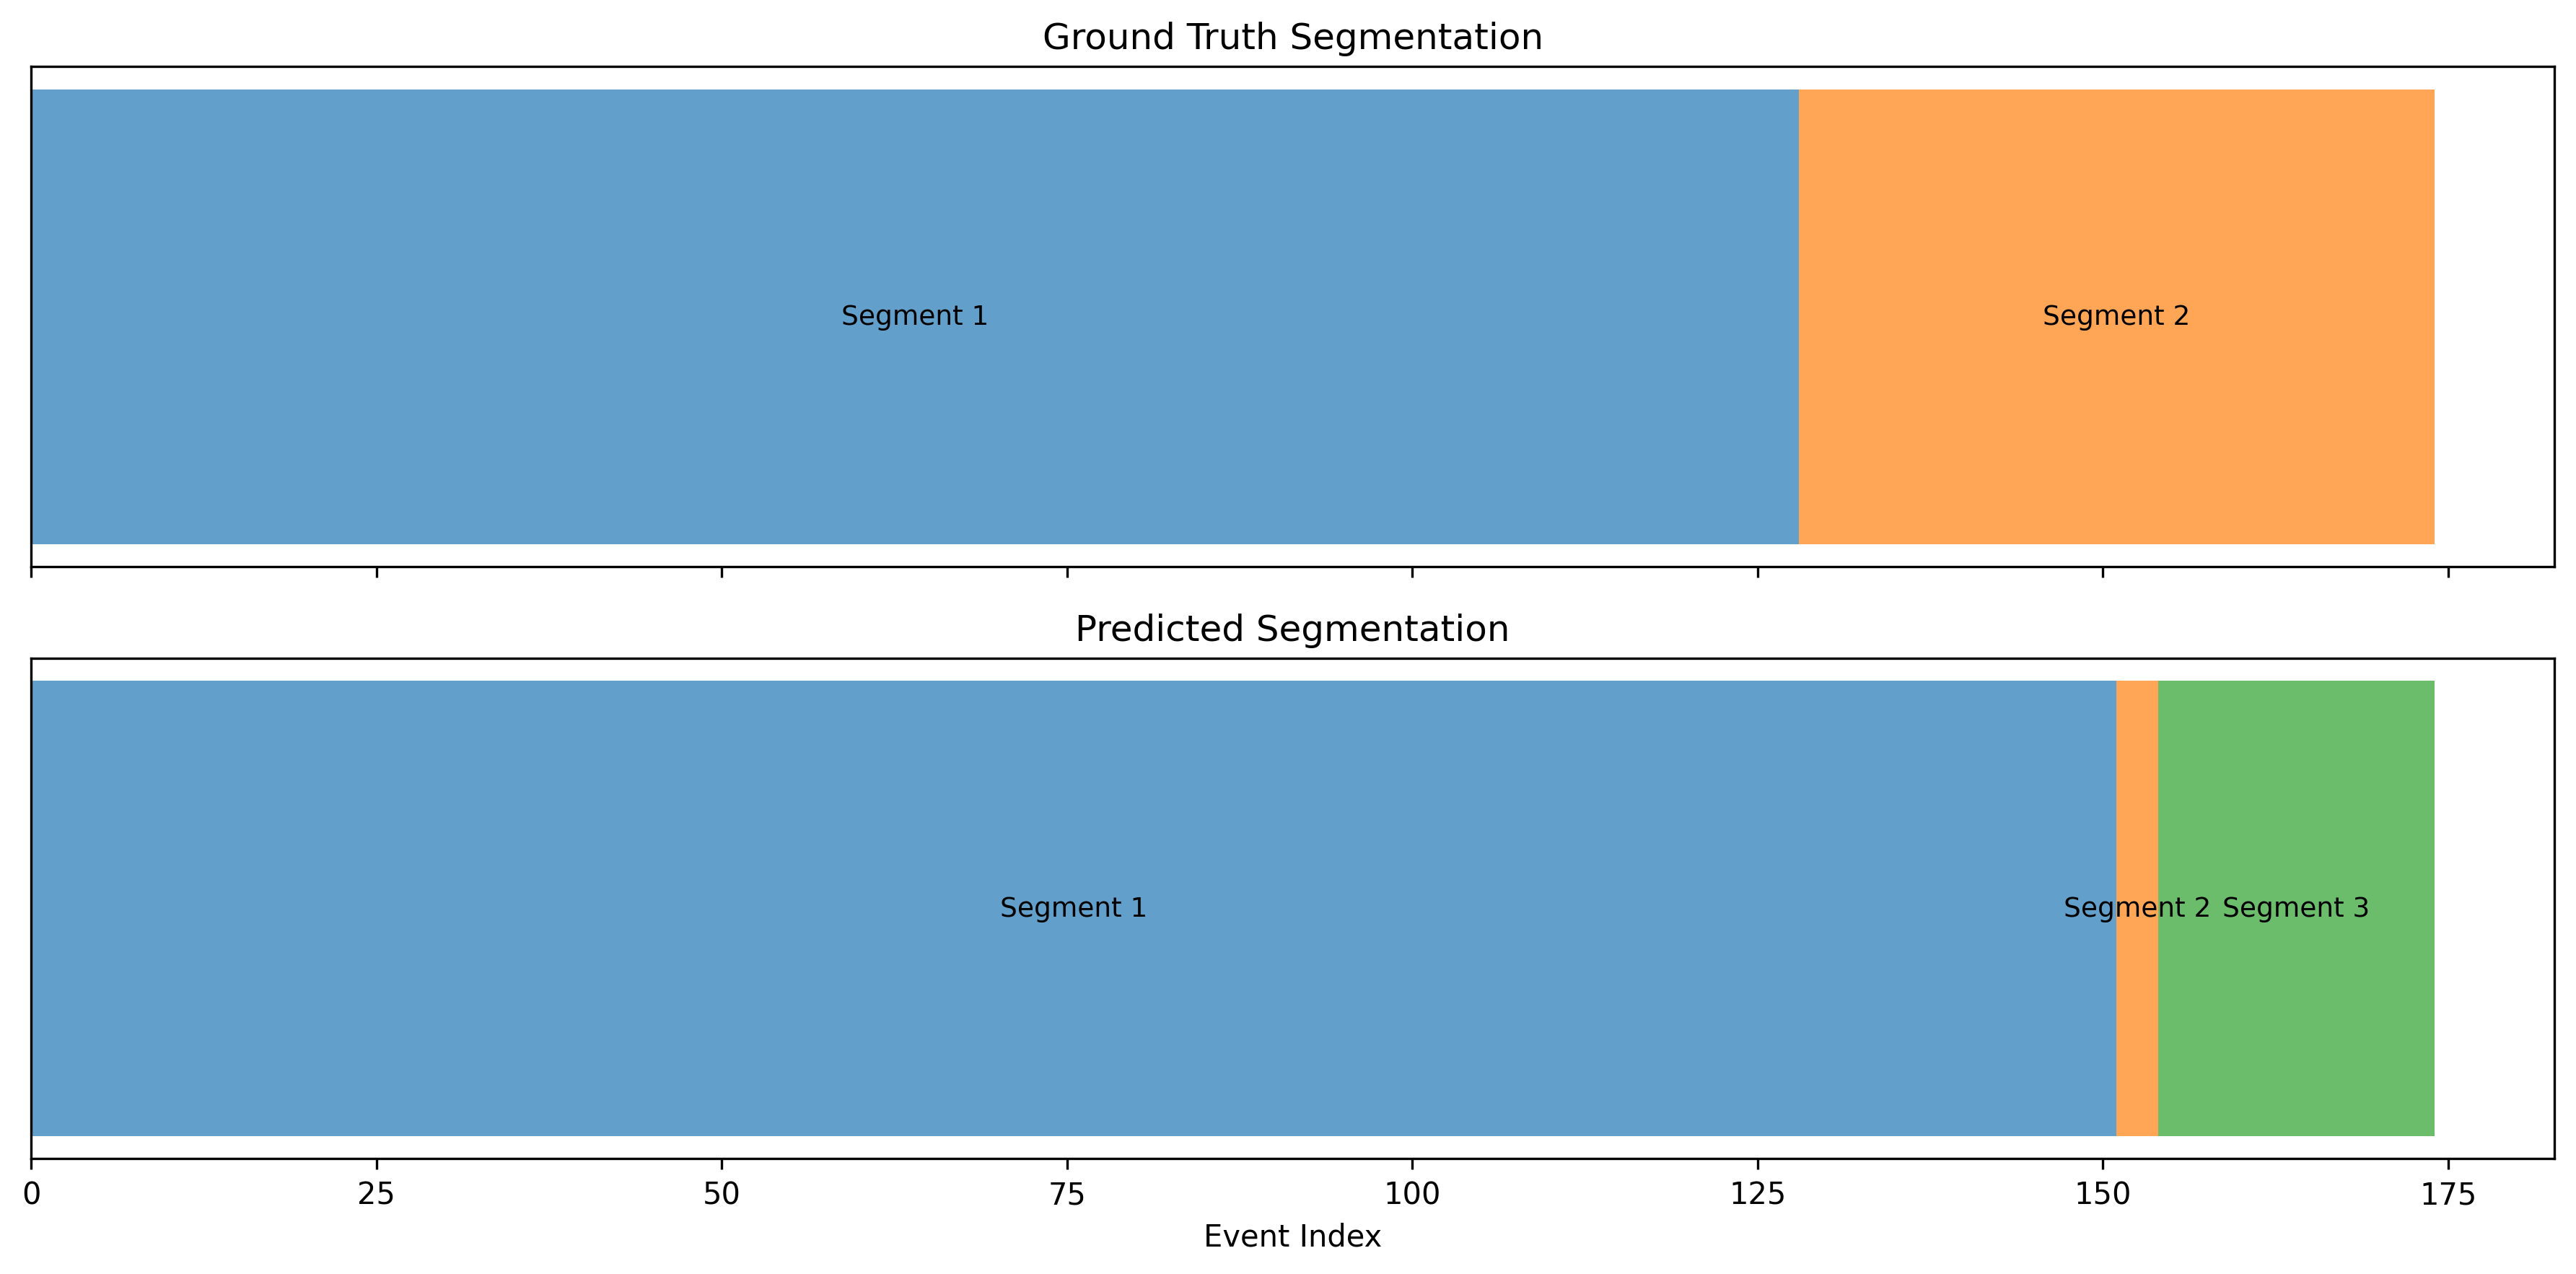 Ground Truth Segmentation
Segment 1 Segment 2
Predicted Segmentation
Segment 1 Segment 2 Segment 3
0 25 50 75 100 125 150 175
Event Index